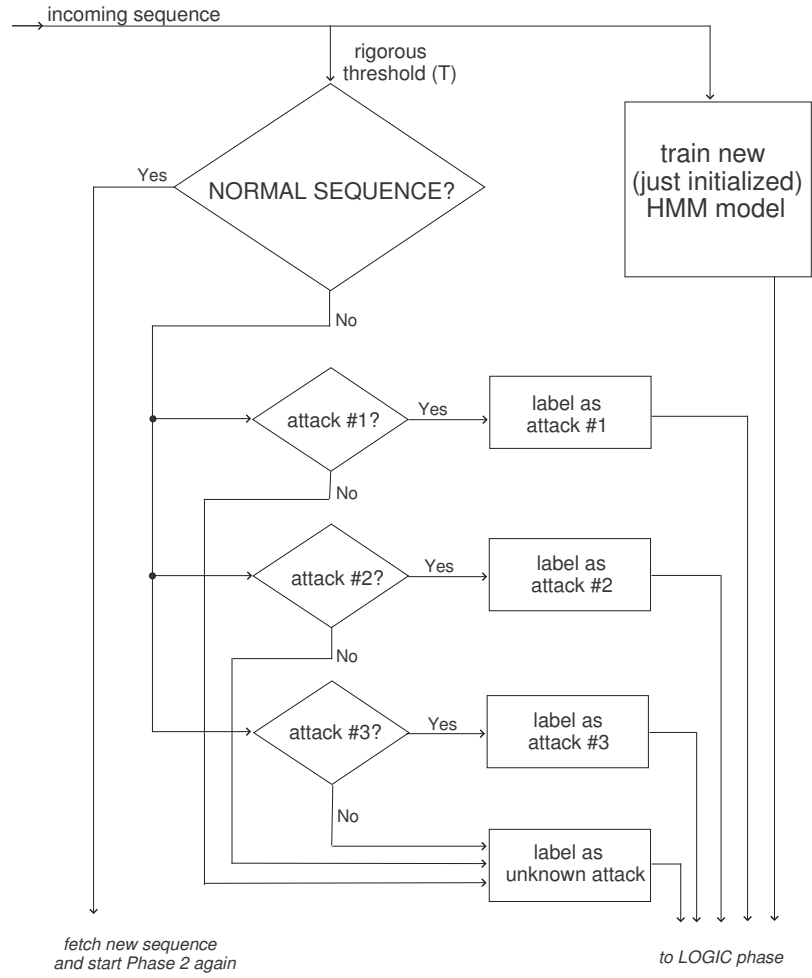 incoming sequence
rigorous
threshold (T)
train new
(just initialized)
HMM model
Yes
NORMAL SEQUENCE?
No
attack #1?
Yes
label as
attack #1
No
attack #2?
Yes
label as
attack #2
No
attack #3?
Yes
label as
attack #3
No
label as
unknown attack
fetch new sequence
and start Phase 2 again
to LOGIC phase